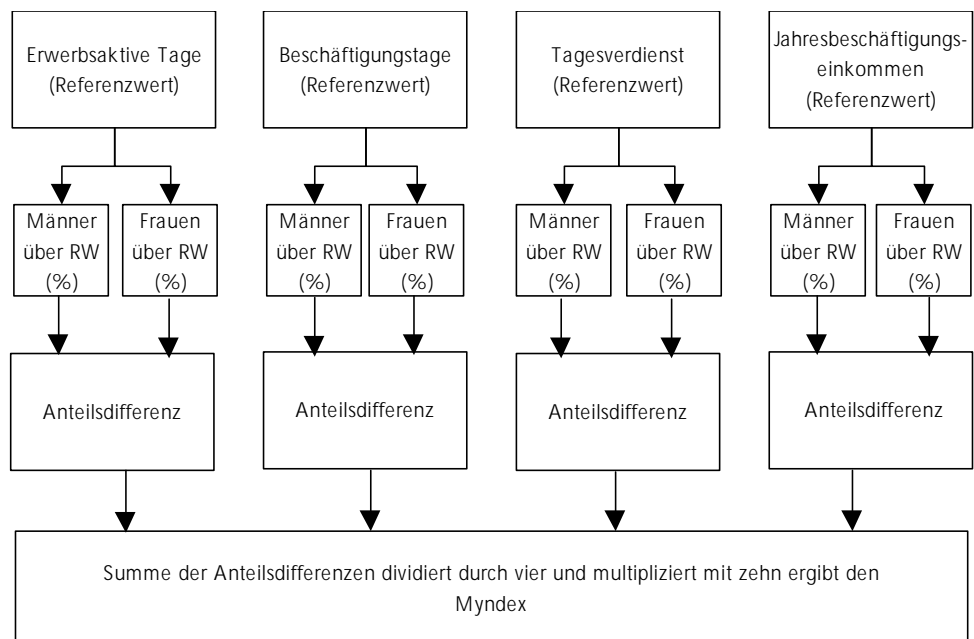 Erwerbsaktive Tage
(Referenzwert)
Beschäftigungstage
(Referenzwert)
Tagesverdienst
(Referenzwert)
Jahresbeschäftigungs-
einkommen
(Referenzwert)
Männer
über RW
(%)
Frauen
über RW
(%)
Männer
über RW
(%)
Frauen
über RW
(%)
Männer
über RW
(%)
Frauen
über RW
(%)
Männer
über RW
(%)
Frauen
über RW
(%)
Anteilsdifferenz
Anteilsdifferenz
Anteilsdifferenz
Anteilsdifferenz
Summe der Anteilsdifferenzen dividiert durch vier und multipliziert mit zehn ergibt den
Myndex